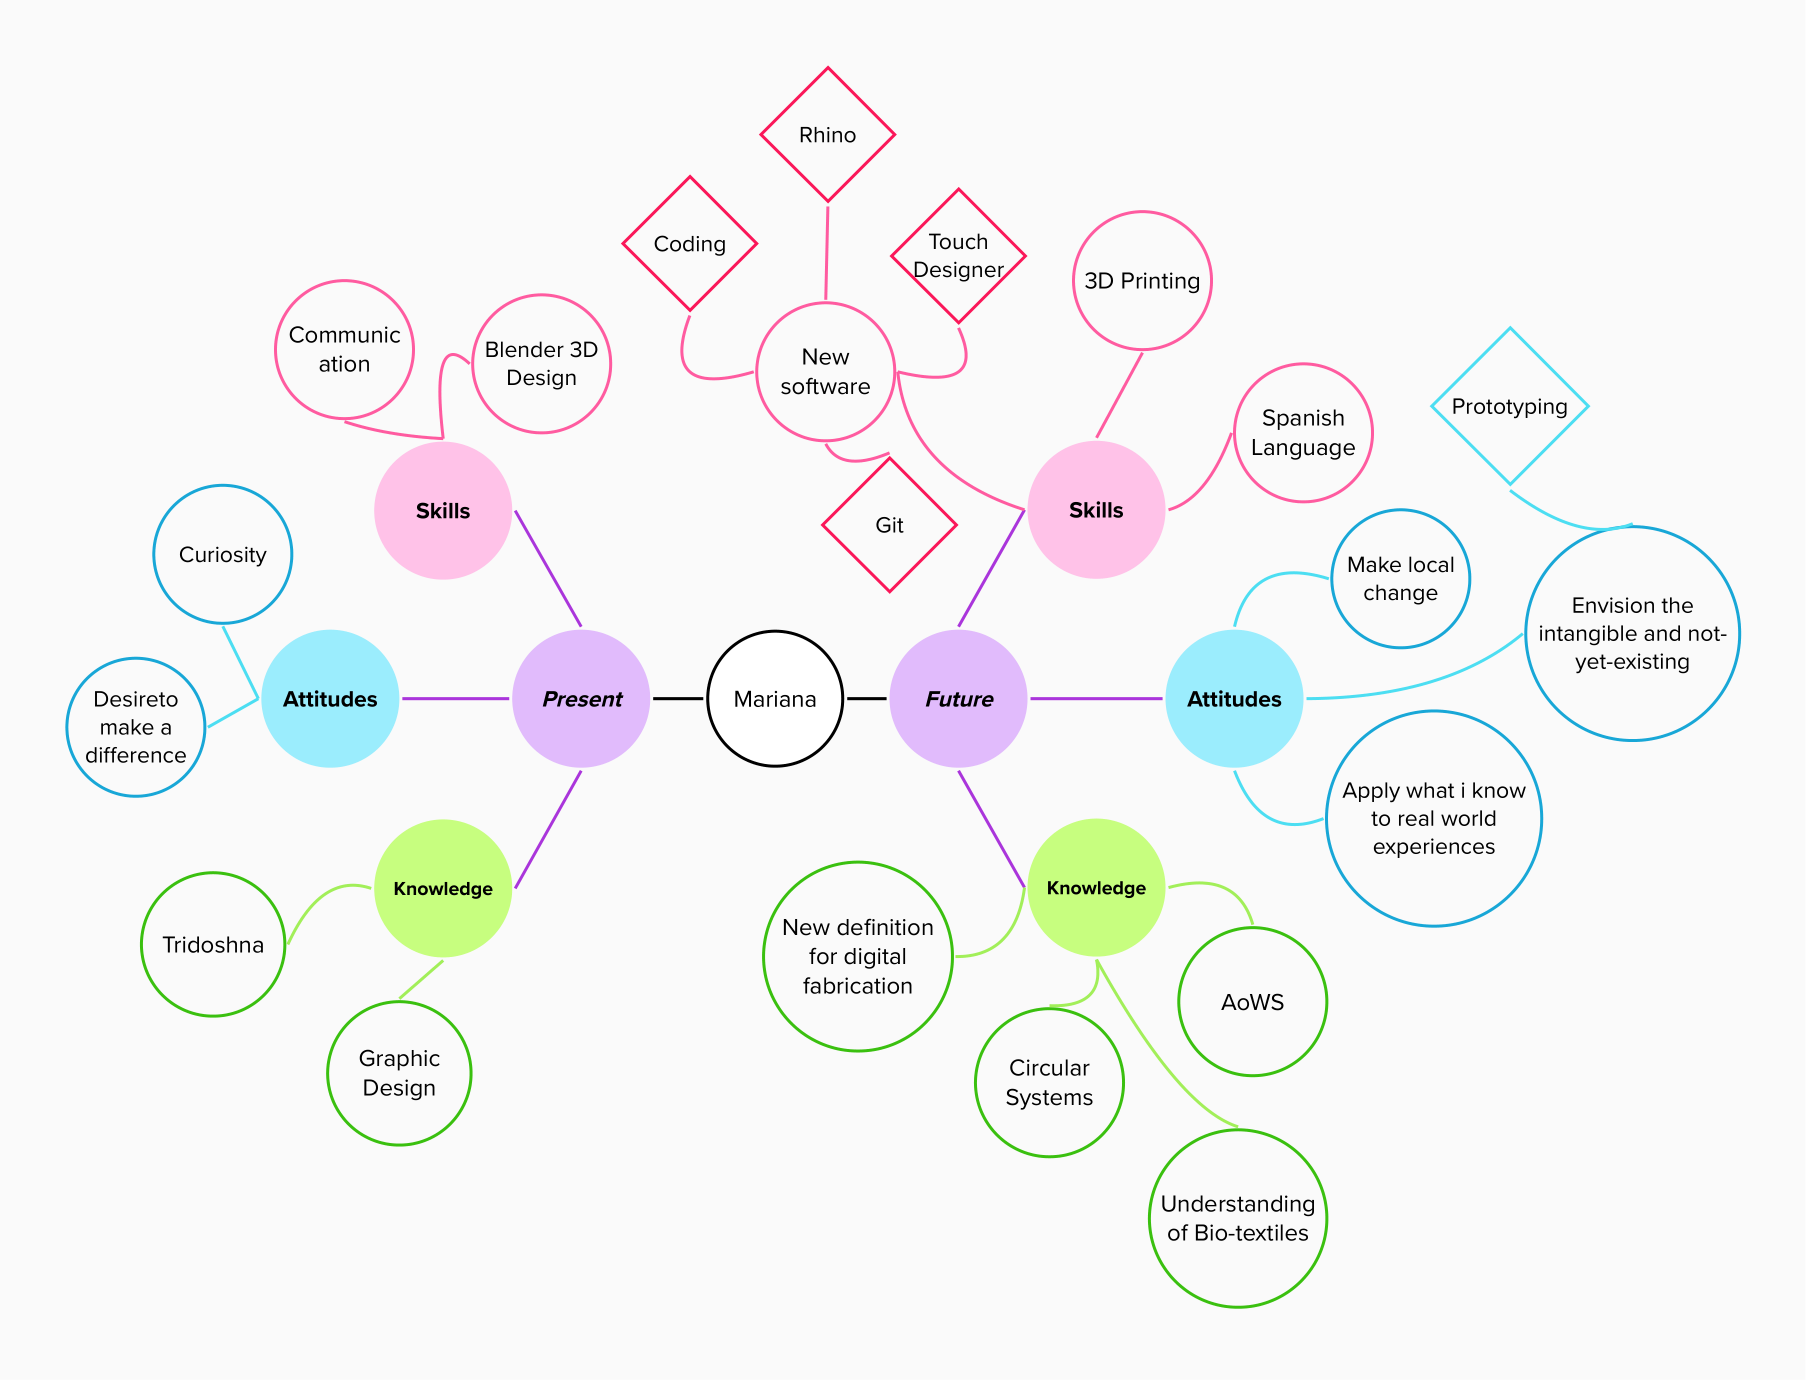 Rhino
Coding
Touch
Designer
3D Printing
Communic
ation
Blender 3D
Design
New
software
Spanish
Language
Prototyping
Skills
Git
Skills
Curiosity
Make local
change
Envision the
intangible and not-
yet-existing
Desireto
make a
difference
Attitudes
Present
Mariana
Future
Attitudes
Apply what i know
to real world
experiences
Knowledge
Knowledge
Tridoshna
New definition
for digital
fabrication
AoWS
Graphic
Design
Circular
Systems
Understanding
of Bio-textiles